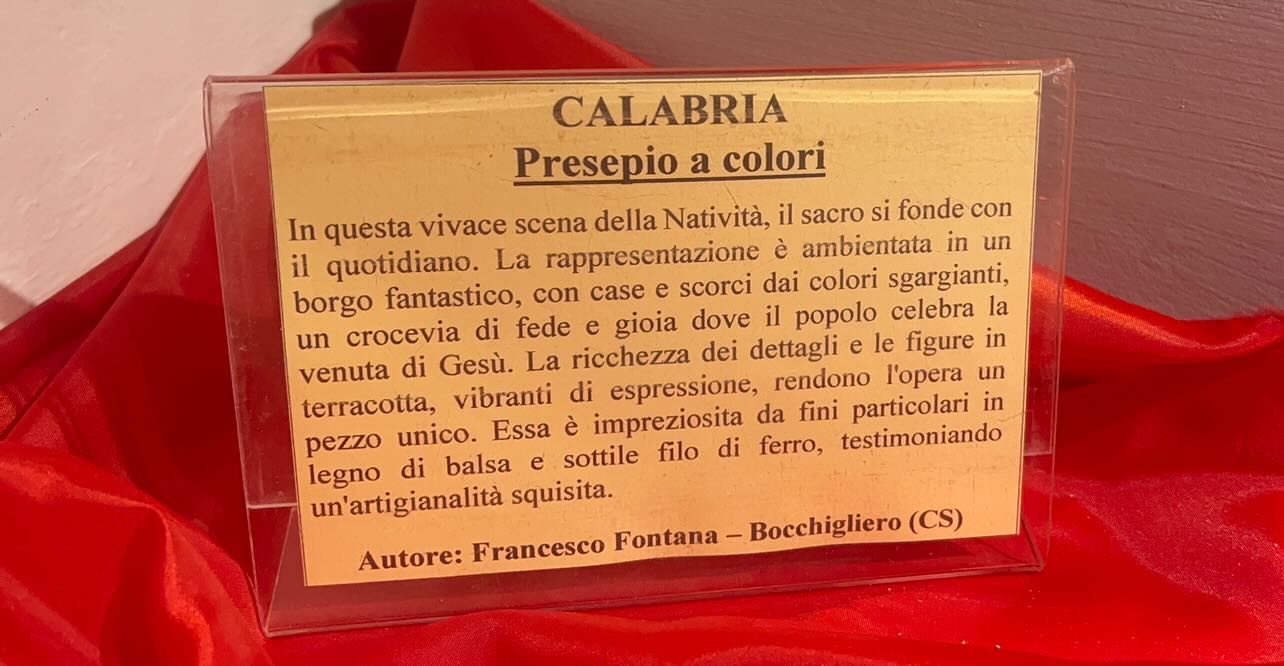 CALABRIA
Presepio a colori
In questa vivace scena della Natività, il sacro si fonde con
il quotidiano. La rappresentazione è ambientata in un
borgo fantastico, con case e scorci dai colori sgargianti,
un crocevia di fede e gioia dove il popolo celebra la
venuta di Gesù. La ricchezza dei dettagli e le figure in
terracotta, vibranti di espressione, rendono l'opera un
pezzo unico. Essa è impreziosita da fini particolari in
legno di balsa e sottile filo di ferro, testimoniando
un'artigianalità squisita.
Autore: Francesco Fontana – Bocchigliero (CS)